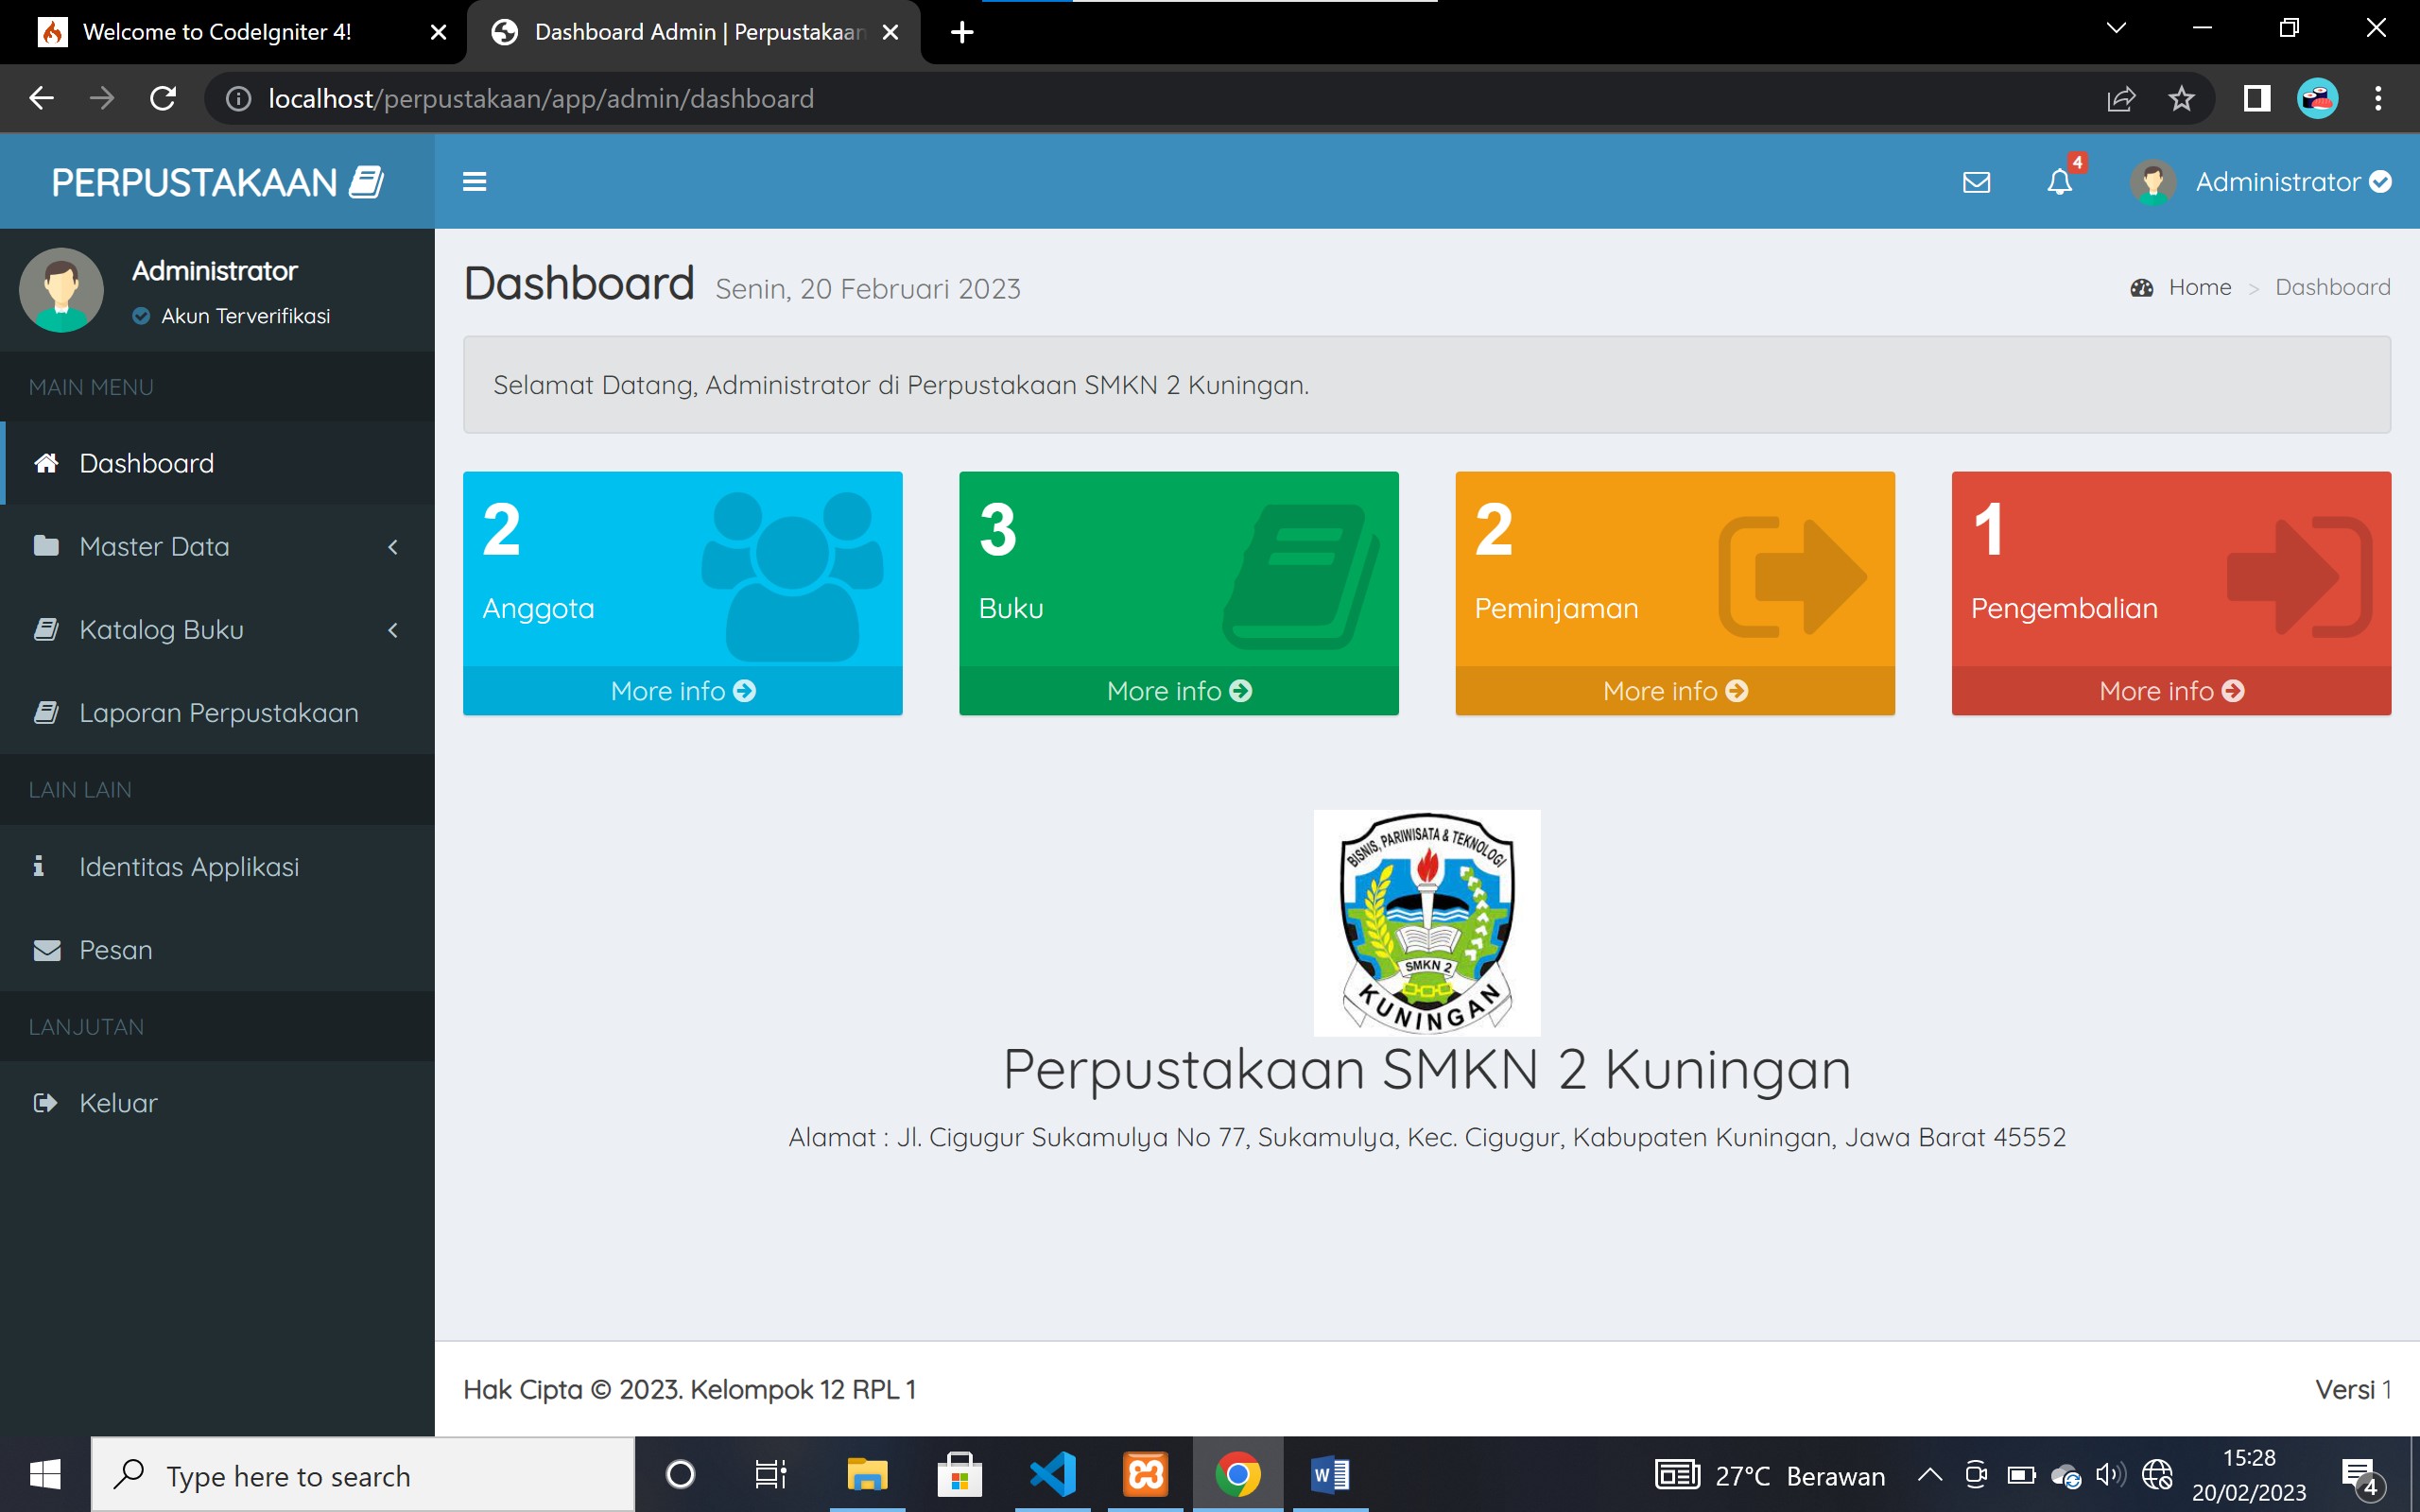 Welcome to CodeIgniter 4!
Dashboard Admin | Perpustakaan
localhost/perpustakaan/app/admin/dashboard
PERPUSTAKAAN
4
Administrator
Administrator
Akun Terverifikasi
MAIN MENU
Dashboard
Master Data
Katalog Buku
Laporan Perpustakaan
LAIN LAIN
Identitas Applikasi
Pesan
LANJUTAN
Keluar
Dashboard Senin, 20 Februari 2023
Home > Dashboard
Selamat Datang, Administrator di Perpustakaan SMKN 2 Kuningan.
2
Anggota
More info
3
Buku
More info
2
Peminjaman
More info
1
Pengembalian
More info
BISNIS, PARIWISATA & TEKNOLOGI
SMKN 2
KUNINGAN
Perpustakaan SMKN 2 Kuningan
Alamat : Jl. Cigugur Sukamulya No 77, Sukamulya, Kec. Cigugur, Kabupaten Kuningan, Jawa Barat 45552
Hak Cipta © 2023. Kelompok 12 RPL 1
Versi 1
Type here to search
27°C Berawan
15:28
20/02/2023
4